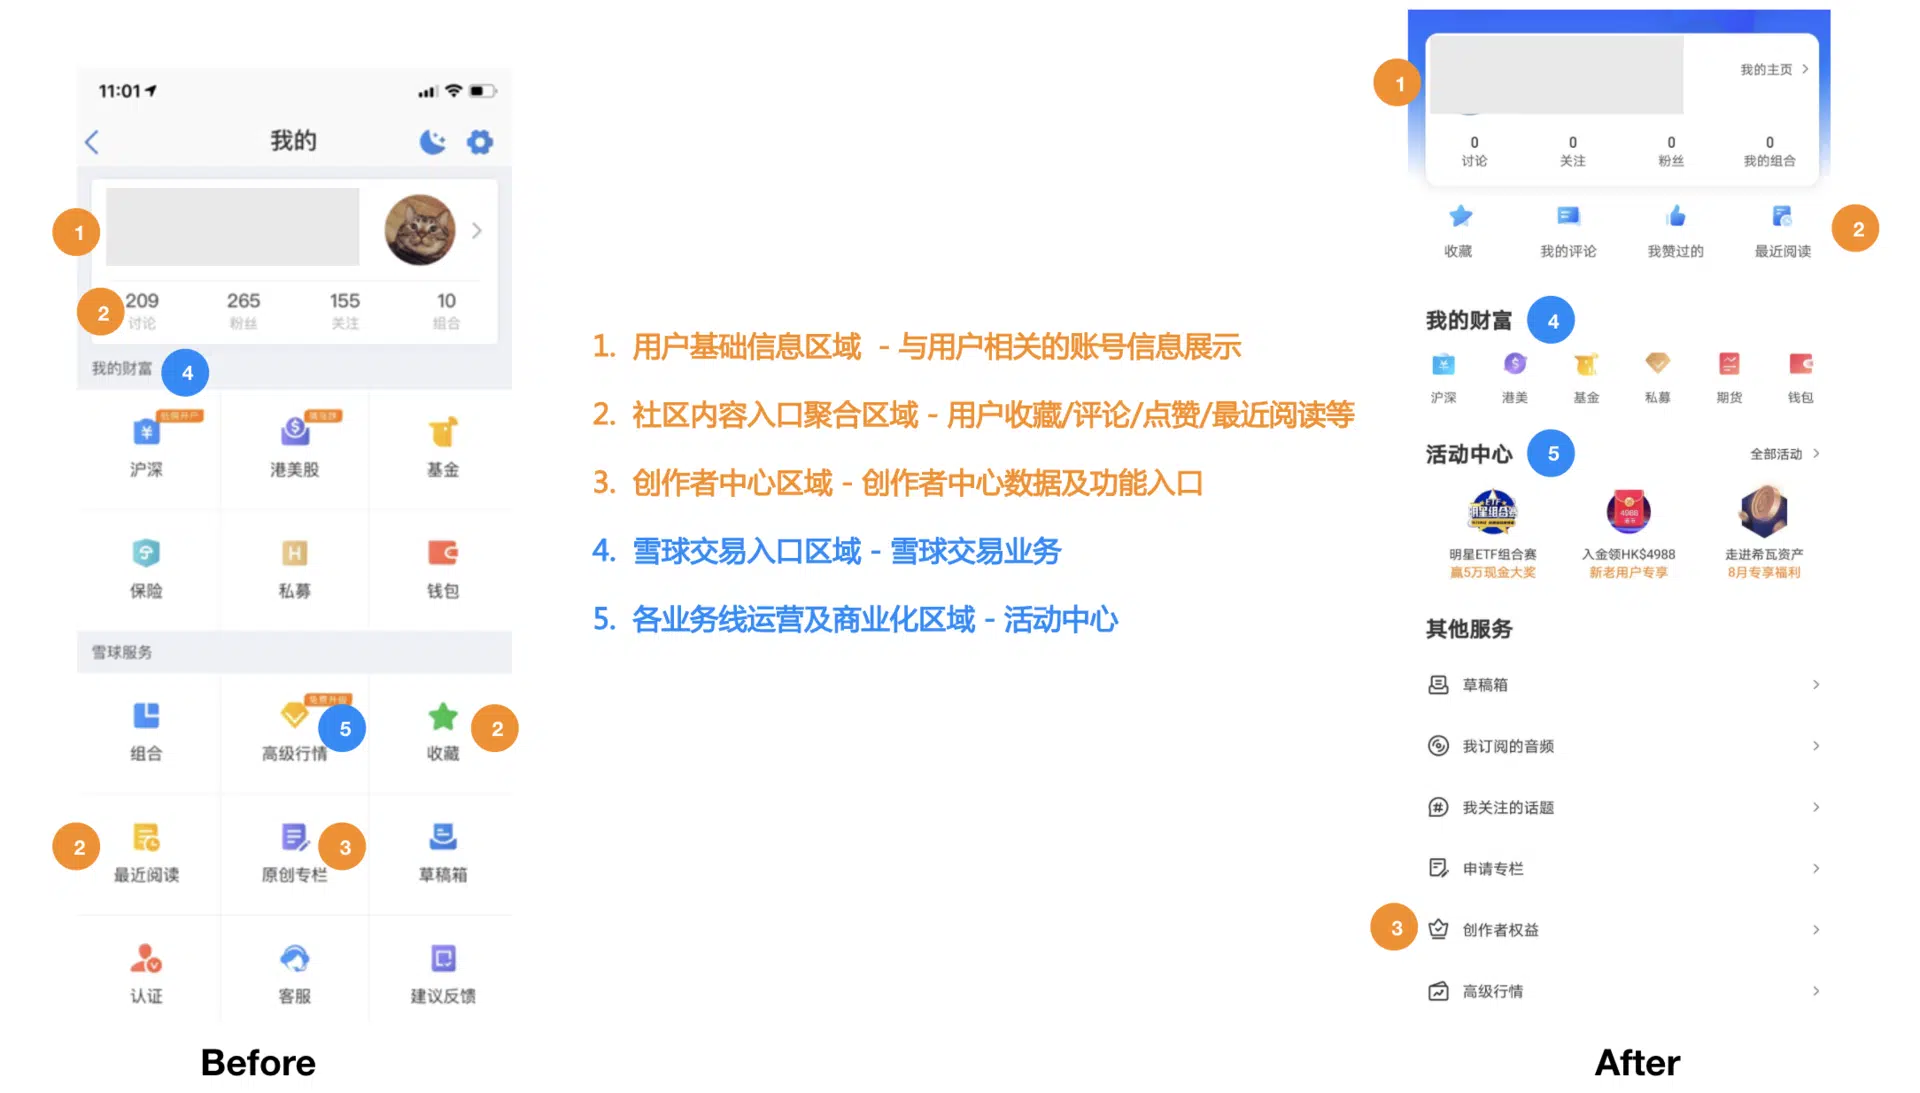 11:01
我的
1
2
209 265 155 10
讨论 粉丝 关注 组合
我的财富
4
沪深 港美股 基金
保险 私募 钱包
雪球服务
免费升级
5
2
组合 高级行情 收藏
2
3
最近阅读 原创专栏 草稿箱
认证 客服 建议反馈
Before
1. 用户基础信息区域 - 与用户相关的账号信息展示
2. 社区内容入口聚合区域 - 用户收藏/评论/点赞/最近阅读等
3. 创作者中心区域 - 创作者中心数据及功能入口
4. 雪球交易入口区域 - 雪球交易业务
5. 各业务线运营及商业化区域 - 活动中心
1
我的主页
0 0 0 0
讨论 关注 粉丝 我的组合
2
收藏 我的评论 我赞过的 最近阅读
我的财富 4
沪深 港美 基金 私募 期货 钱包
活动中心 5 全部活动
ETF
明星组合赛
4988
明星ETF组合赛 入金领HK$4988 走进希瓦资产
赢5万现金大奖 新老用户专享 8月专享福利
其他服务
草稿箱
我订阅的音频
我关注的话题
申请专栏
3 创作者权益
高级行情
After